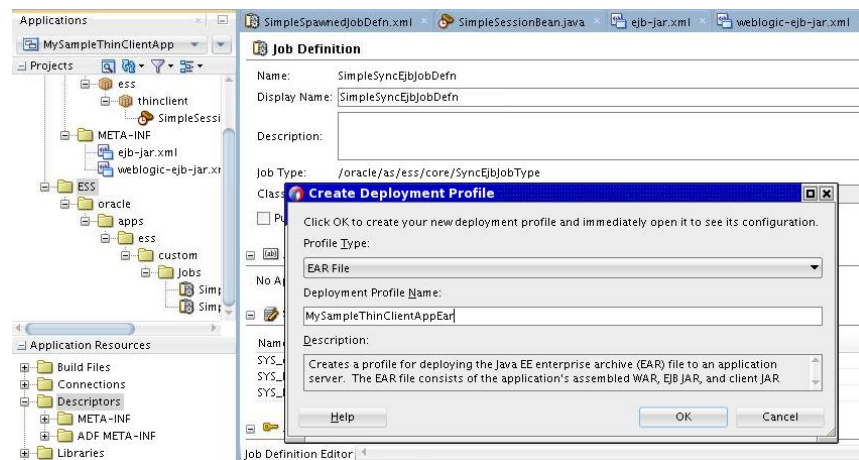 Applications
MySampleThinClientApp
Projects
ess
thinclient
SimpleSessi
META-INF
ejb-jar.xml
weblogic-ejb-jar.xr
ESS
oracle
apps
ess
custom
Jobs
Sim
Sim
Application Resources
Build Files
Connections
Descriptors
META-INF
ADF META-INF
Libraries
SimpleSpawnedJobDefn.xml
SimpleSessionBean.java
ejb-jar.xml
weblogic-ejb-jar.xml
Job Definition
Name: SimpleSyncEjbJobDefn
Display Name: SimpleSyncEjbJobDefn
Description:
Job Type: /oracle/as/ess/core/SyncEjbJobType
Class
No A
Nam
SYS_
SYS_
SYS_
Job Definition Editor
Create Deployment Profile
Click OK to create your new deployment profile and immediately open it to see its configuration.
Profile Type:
EAR File
Deployment Profile Name:
MySampleThinClientAppEar
Description:
Creates a profile for deploying the Java EE enterprise archive (EAR) file to an application
server. The EAR file consists of the application's assembled WAR, EJB JAR, and client JAR
Help
OK
Cancel